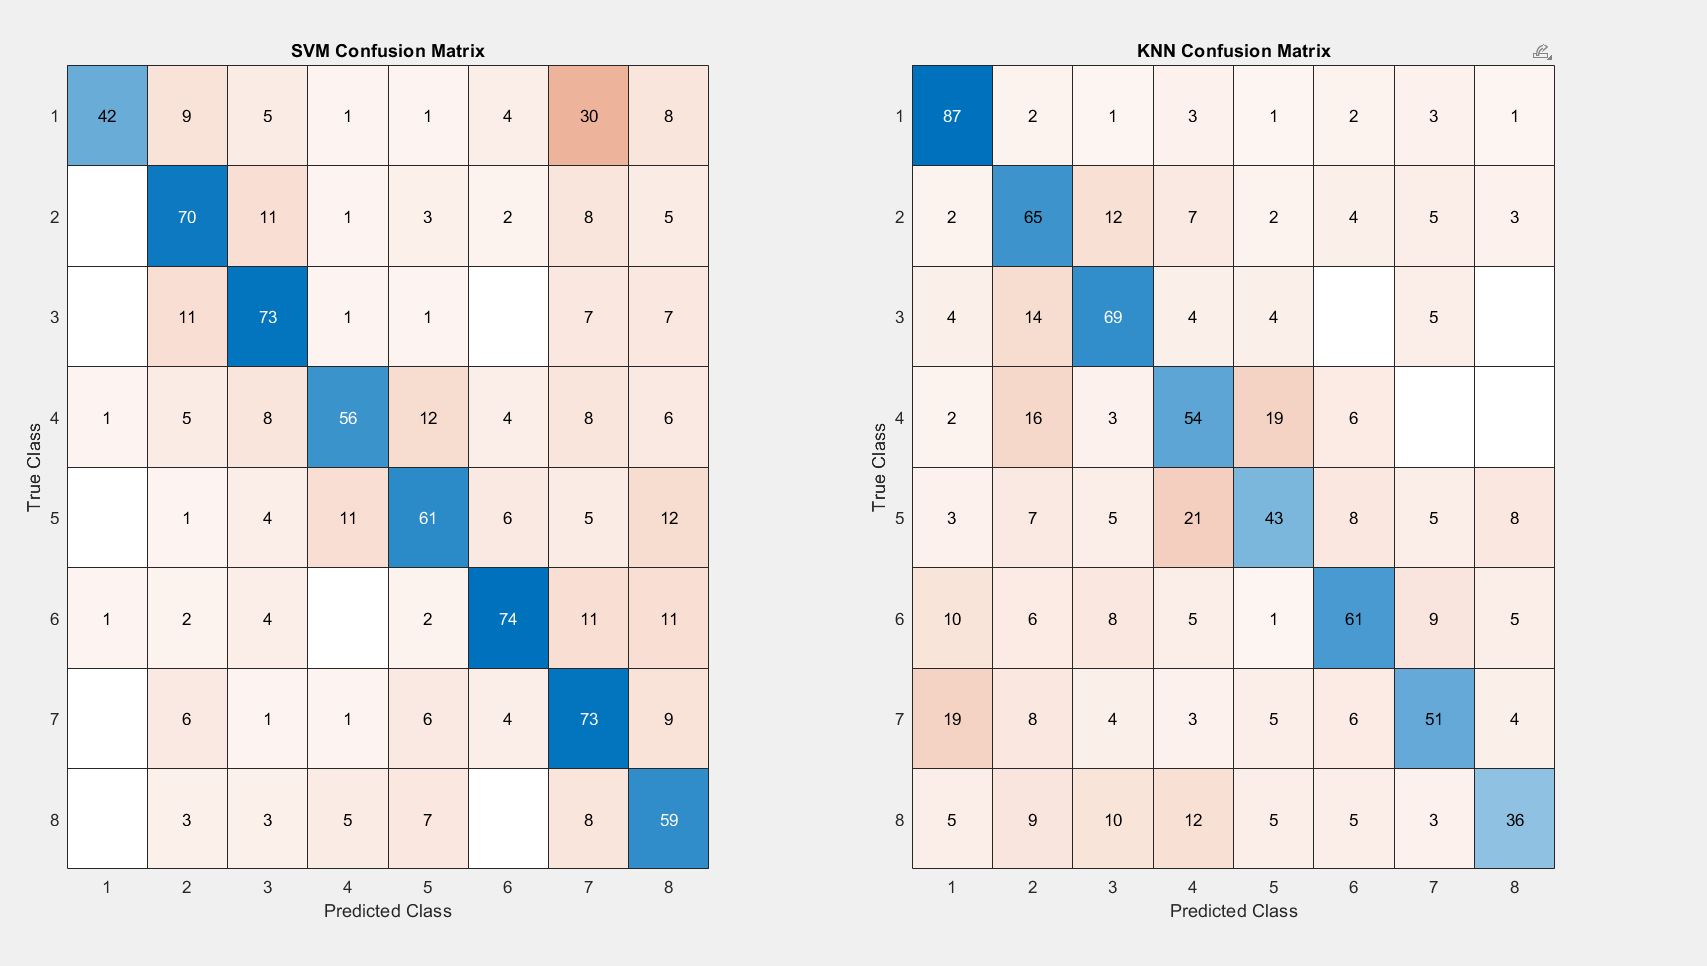 SVM Confusion Matrix
1 42 9 5 1 1 4 30 8
2 70 11 1 3 2 8 5
3 11 73 1 1 7 7
4 1 5 8 56 12 4 8 6
5 1 4 11 61 6 5 12
6 1 2 4 2 74 11 11
7 6 1 1 6 4 73 9
8 3 3 5 7 8 59
1 2 3 4 5 6 7 8
Predicted Class
True Class
KNN Confusion Matrix
1 87 2 1 3 1 2 3 1
2 2 65 12 7 2 4 5 3
3 4 14 69 4 4 5
4 2 16 3 54 19 6
5 3 7 5 21 43 8 5 8
6 10 6 8 5 1 61 9 5
7 19 8 4 3 5 6 51 4
8 5 9 10 12 5 5 3 36
1 2 3 4 5 6 7 8
Predicted Class
True Class